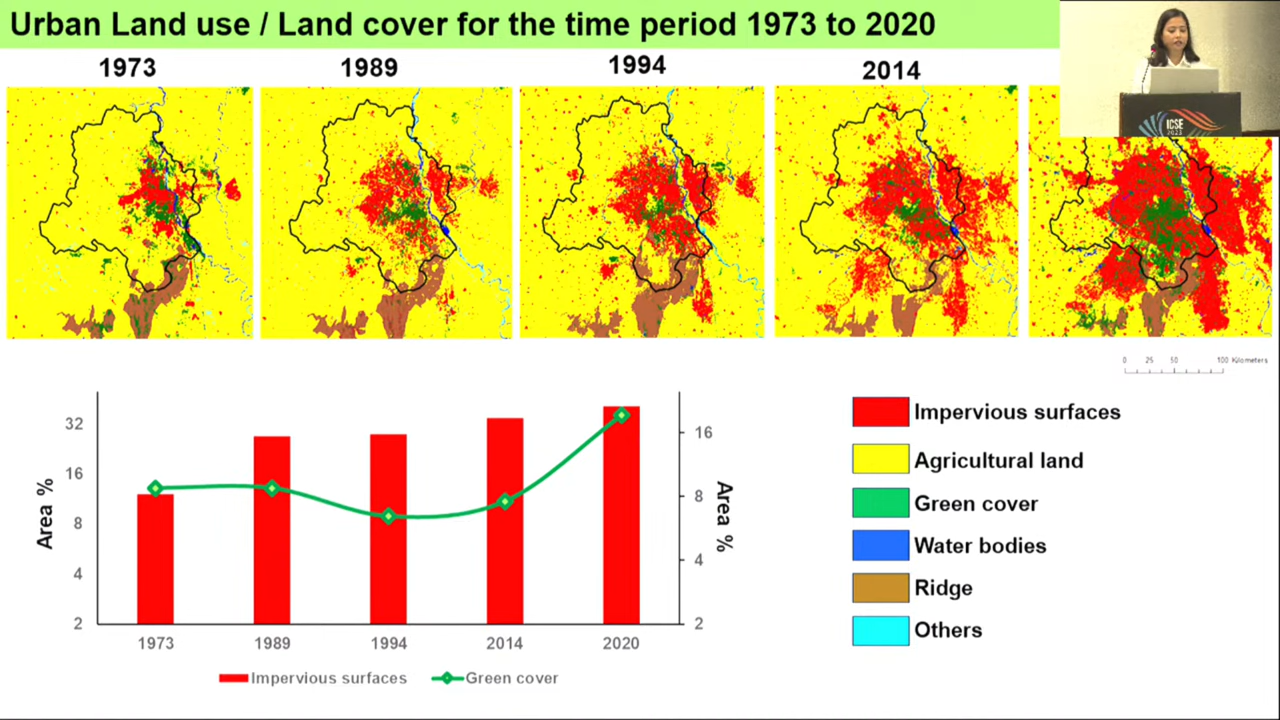 Urban Land use / Land cover for the time period 1973 to 2020
1973
1989
1994
2014
ICSE
2023
0 25 50 100 Kilometers
32
16
8
4
2
Area %
16
8
4
2
Area %
1973 1989 1994 2014 2020
Impervious surfaces Green cover
Impervious surfaces
Agricultural land
Green cover
Water bodies
Ridge
Others